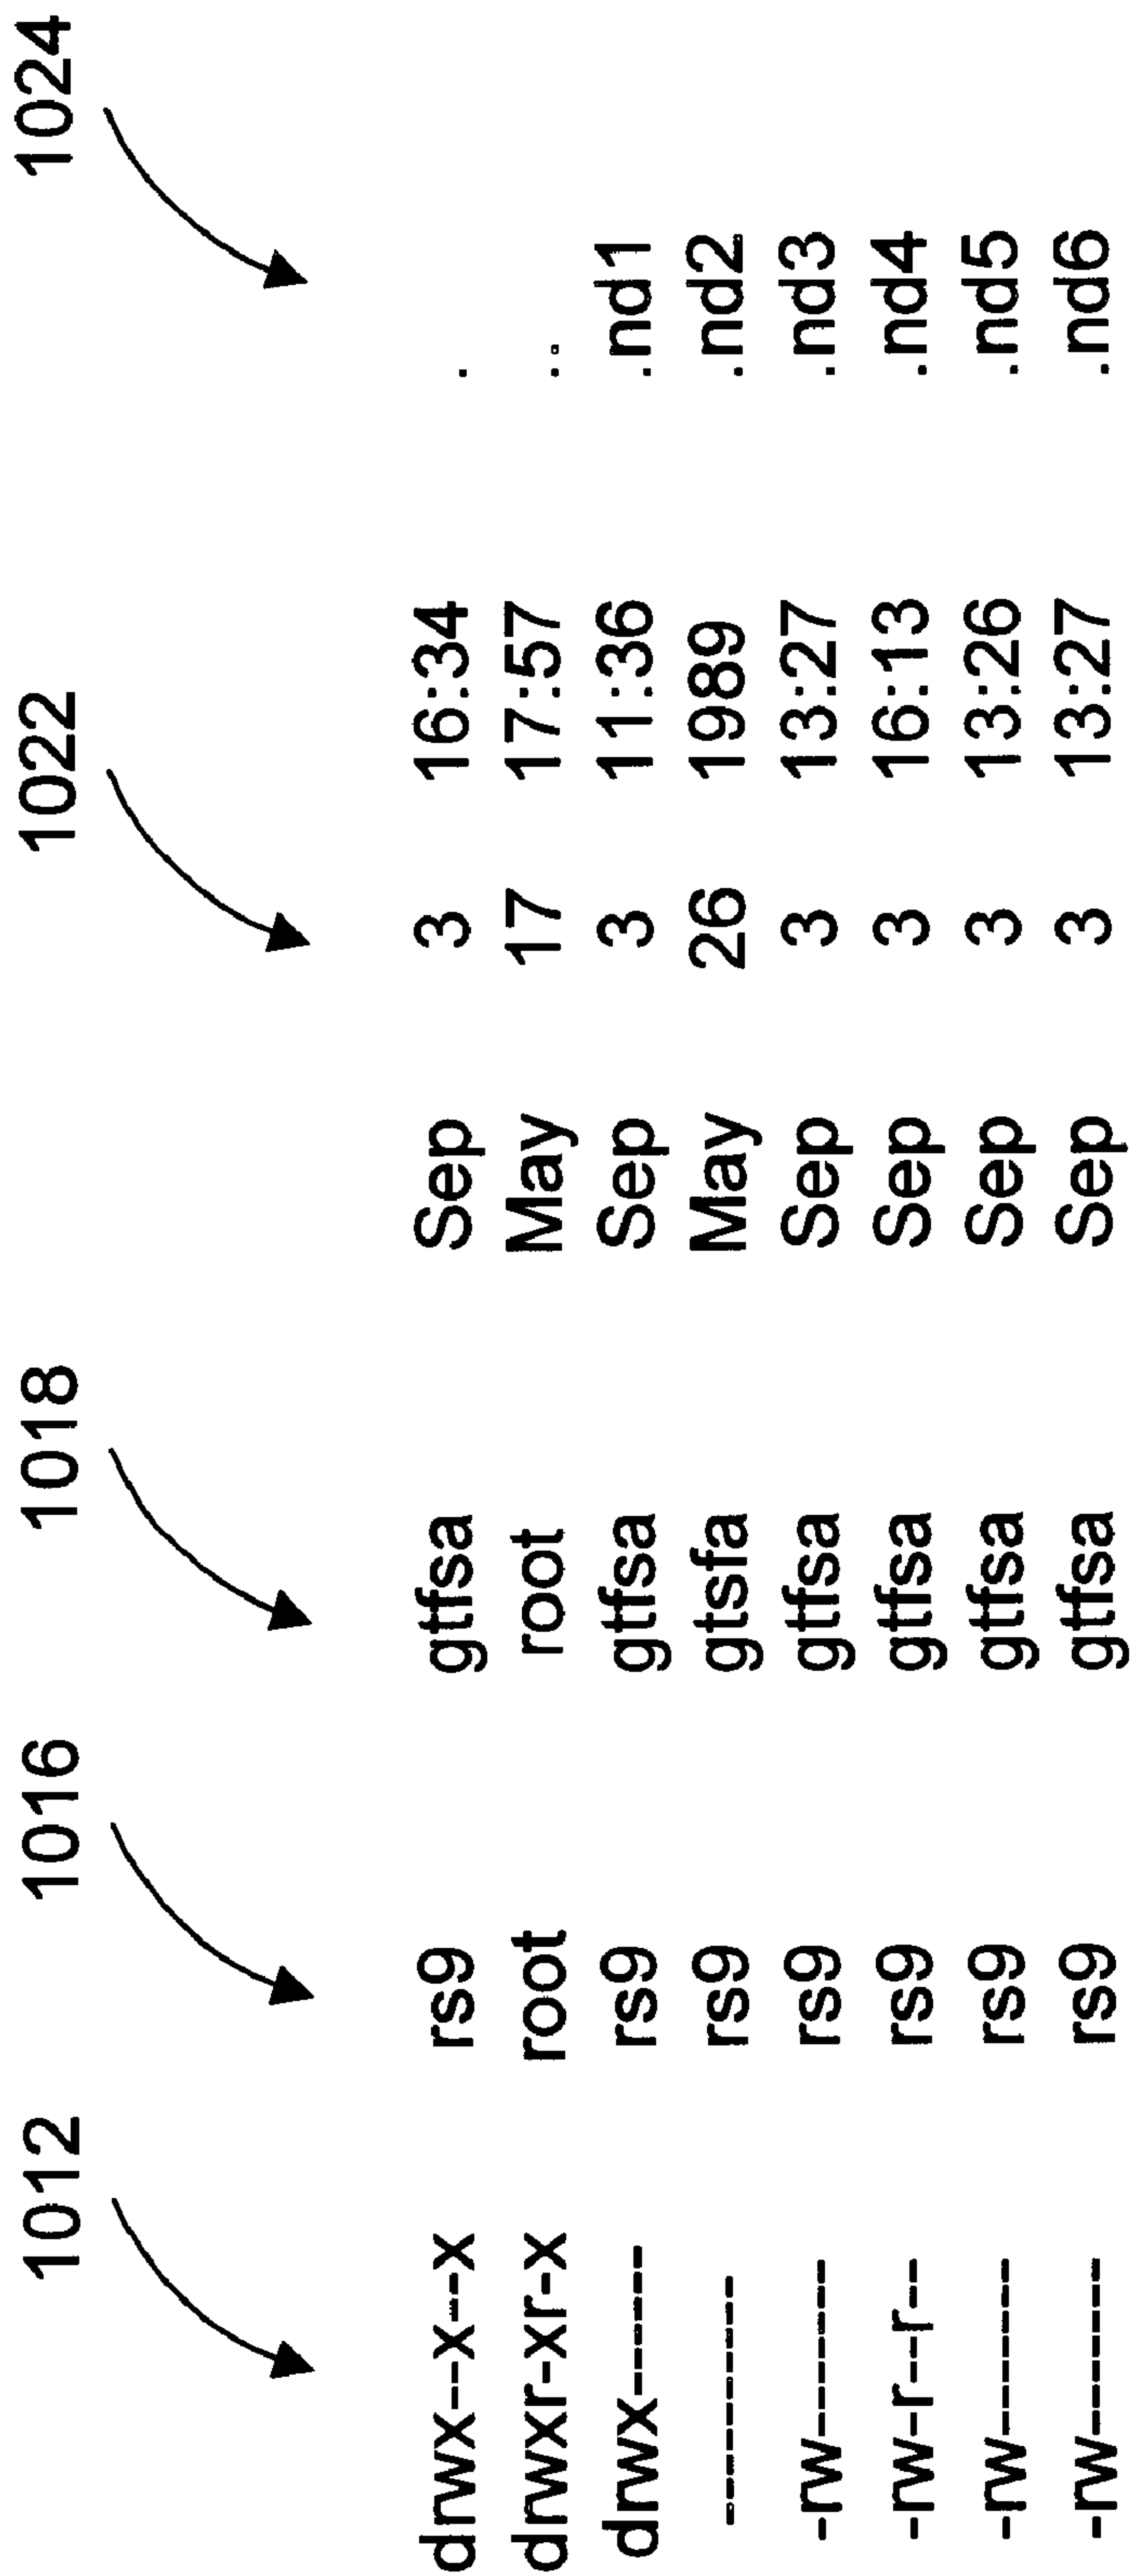 1012 1016 1018 1022 1024
drwx--x--x rs9 gtfsa Sep 3 16:34 .
drwxr-xr-x root root May 17 17:57 ..
drwx------ rs9 gtfsa Sep 3 11:36 .nd1
---------- rs9 gtsfa May 26 1989 .nd2
-rw------- rs9 gtfsa Sep 3 13:27 .nd3
-rw-r--r-- rs9 gtfsa Sep 3 16:13 .nd4
-rw------- rs9 gtfsa Sep 3 13:26 .nd5
-rw------- rs9 gtfsa Sep 3 13:27 .nd6